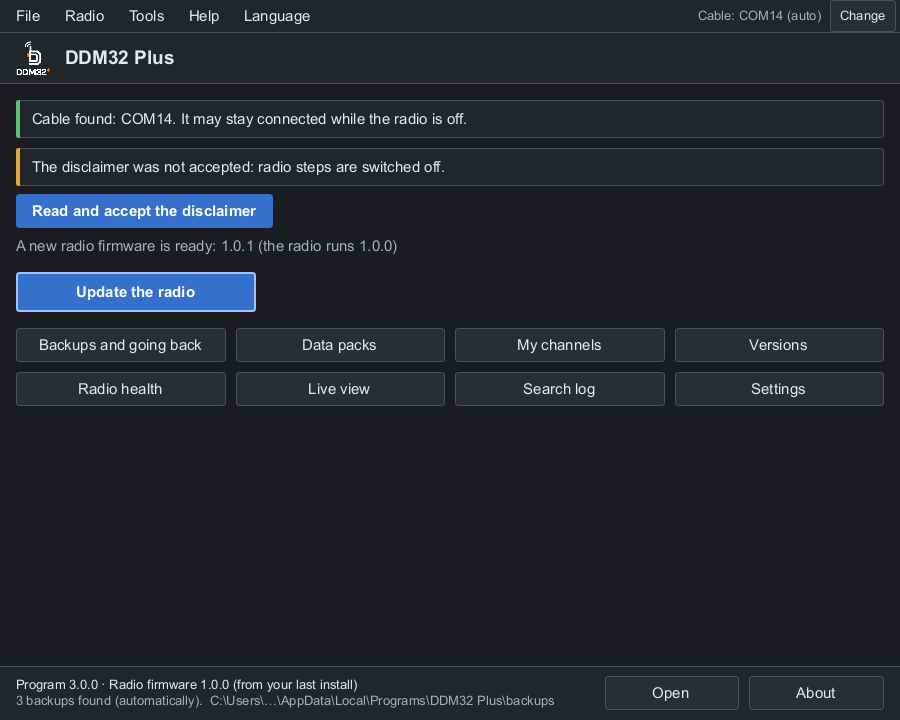 File Radio Tools Help Language Cable: COM14 (auto) Change
DDM32+ DDM32 Plus
Cable found: COM14. It may stay connected while the radio is off.
The disclaimer was not accepted: radio steps are switched off.
Read and accept the disclaimer
A new radio firmware is ready: 1.0.1 (the radio runs 1.0.0)
Update the radio
Backups and going back Data packs My channels Versions
Radio health Live view Search log Settings
Program 3.0.0 · Radio firmware 1.0.0 (from your last install)
3 backups found (automatically). C:\Users\…\AppData\Local\Programs\DDM32 Plus\backups
Open About